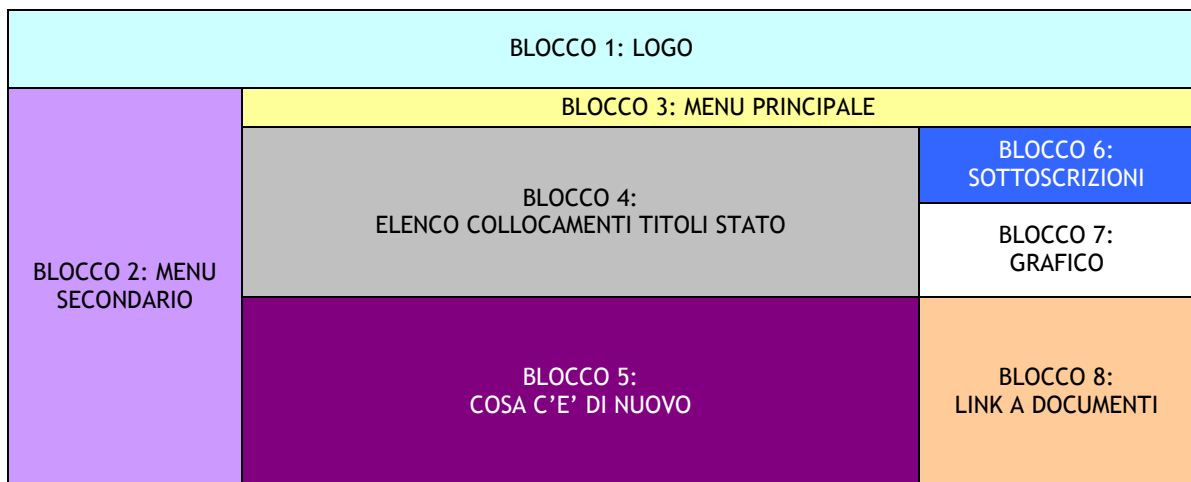 BLOCCO 1: LOGO
BLOCCO 2: MENU
SECONDARIO
BLOCCO 3: MENU PRINCIPALE
BLOCCO 4:
ELENCO COLLOCAMENTI TITOLI STATO
BLOCCO 5:
COSA C’E’ DI NUOVO
BLOCCO 6:
SOTTOSCRIZIONI
BLOCCO 7:
GRAFICO
BLOCCO 8:
LINK A DOCUMENTI